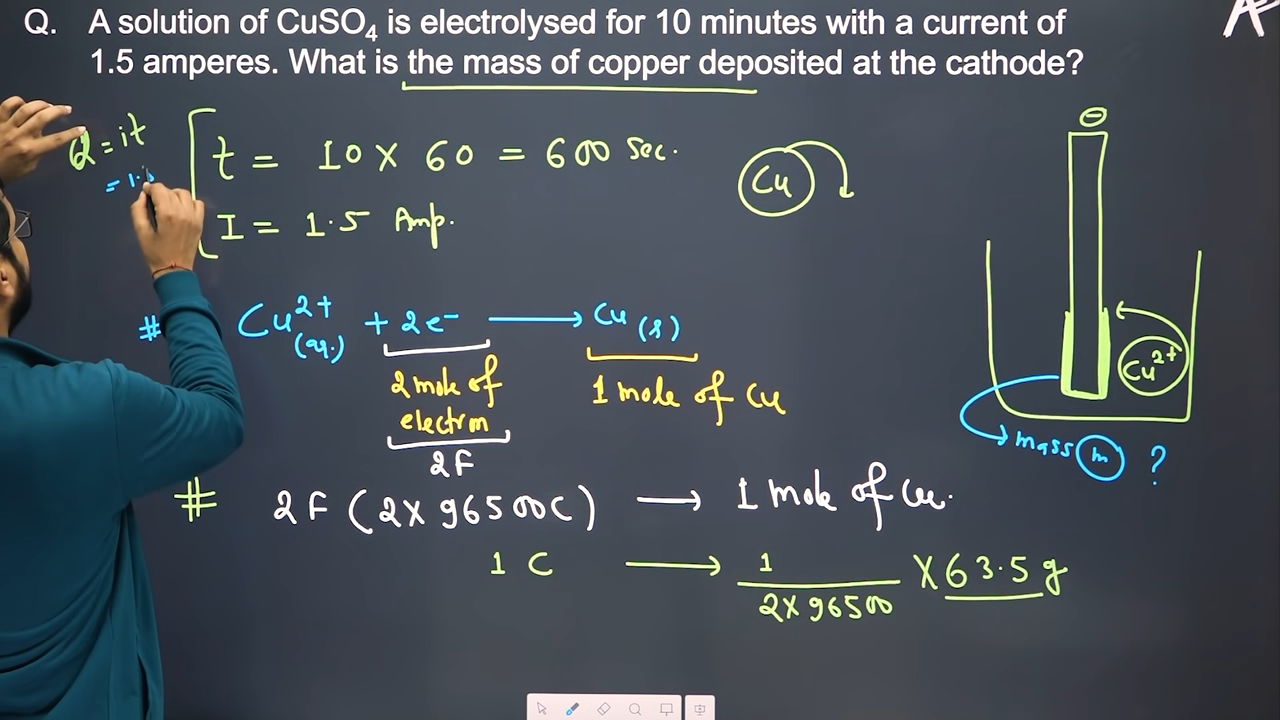 Q. A solution of CuSO₄ is electrolysed for 10 minutes with a current of
1.5 amperes. What is the mass of copper deposited at the cathode?
Q = it
= 1.
t = 10 × 60 = 600 Sec.
I = 1.5 Amp.
Cu
⊖
# Cu²⁺(aq.) + 2e⁻ ⟶ Cu(s)
2 mole of
electron
2F
1 mole of Cu
Cu²⁺
mass m ?
# 2F (2×96500C) ⟶ 1 mole of Cu.
1 C ⟶ 1/2×96500 × 63.5 g